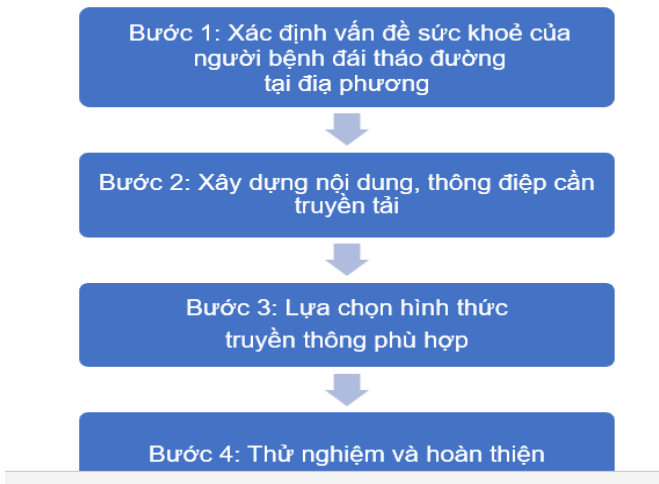 Bước 1: Xác định vấn đề sức khoẻ của
người bệnh đái tháo đường
tại điạ phương
Bước 2: Xây dựng nội dung, thông điệp cần
truyền tải
Bước 3: Lựa chọn hình thức
truyền thông phù hợp
Bước 4: Thử nghiệm và hoàn thiện